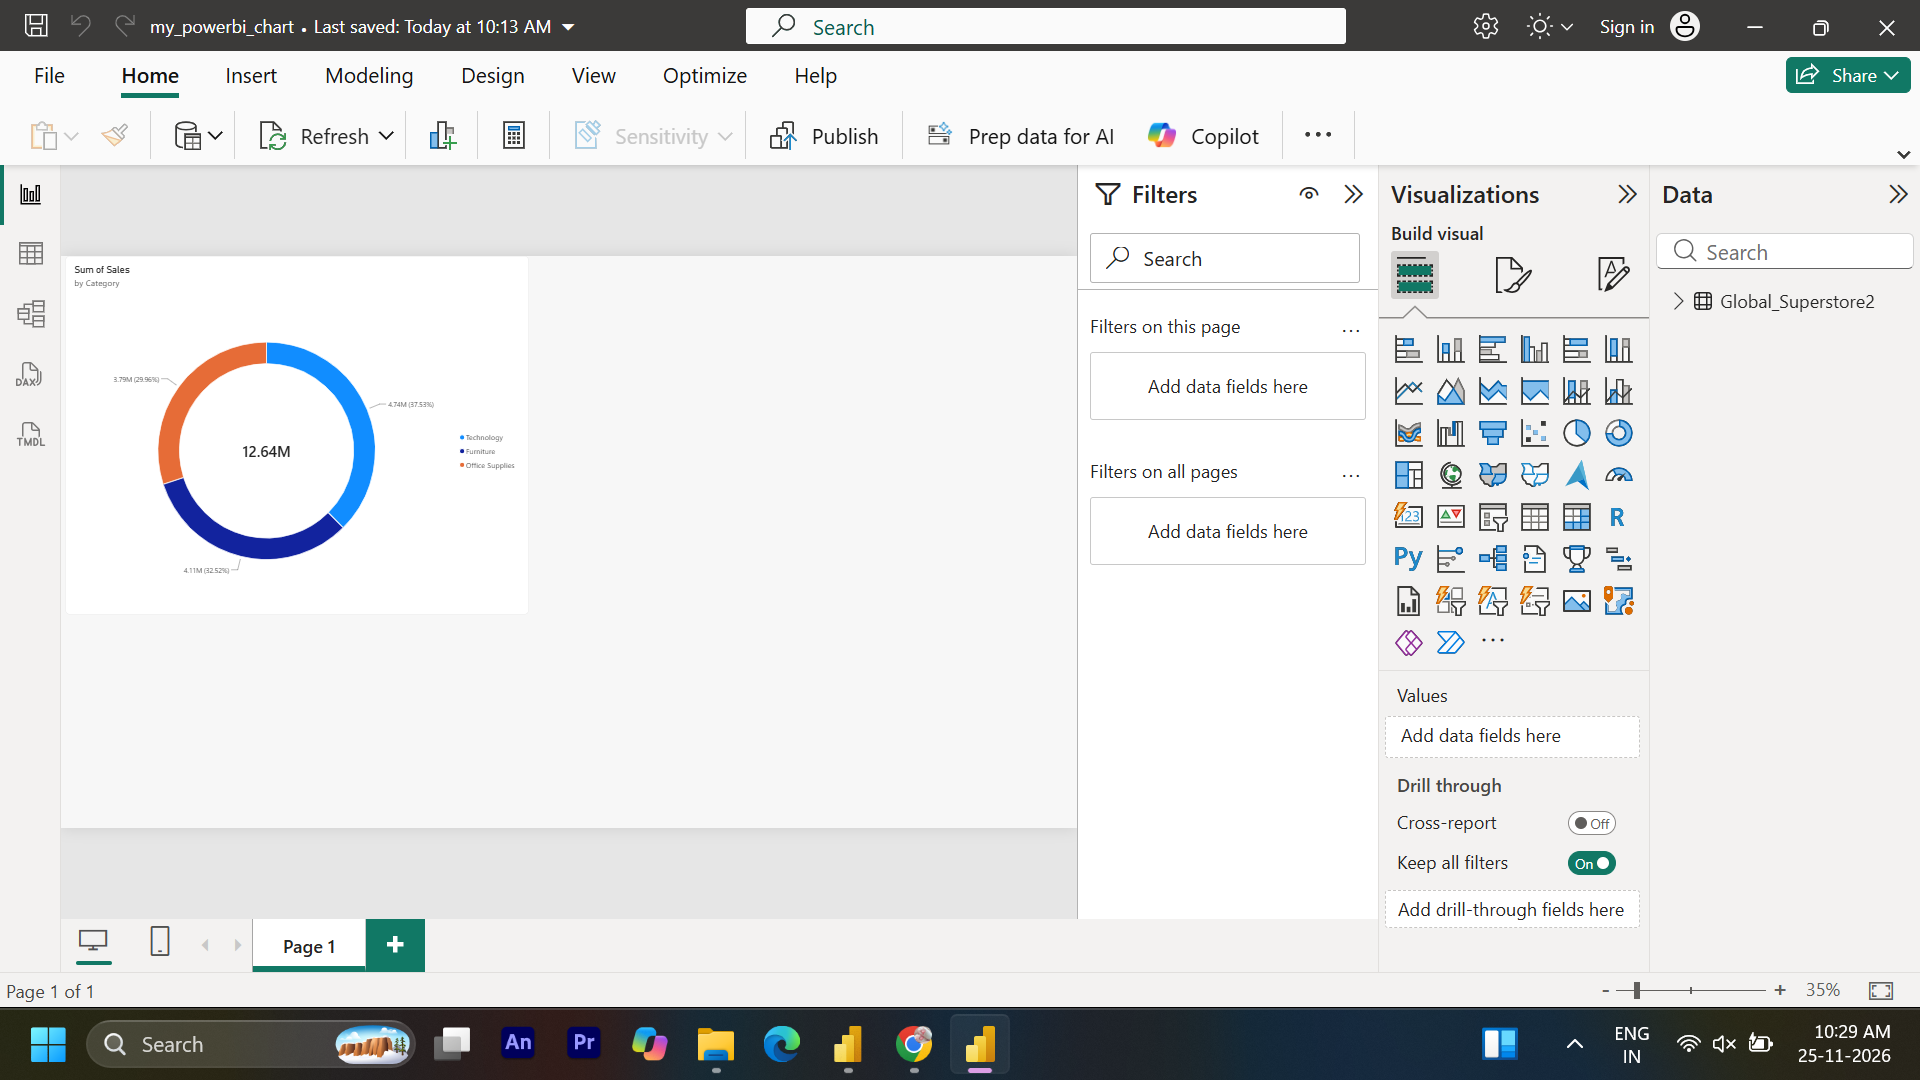 my_powerbi_chart • Last saved: Today at 10:13 AM
Search
Sign in
File
Home
Insert
Modeling
Design
View
Optimize
Help
Share
Refresh
Sensitivity
Publish
Prep data for AI
Copilot
...
DAX
TMDL
Sum of Sales
by Category
3.79M (29.96%)
4.74M (37.53%)
12.64M
Technology
Furniture
Office Supplies
4.11M (32.52%)
Filters
Search
Filters on this page
...
Add data fields here
Filters on all pages
...
Add data fields here
Visualizations
Build visual
123
R
Py
...
Values
Add data fields here
Drill through
Cross-report
Off
Keep all filters
On
Add drill-through fields here
Data
Search
Global_Superstore2
Page 1
+
Page 1 of 1
- + 35%
Search
An
Pr
ENG
IN
10:29 AM
25-11-2026